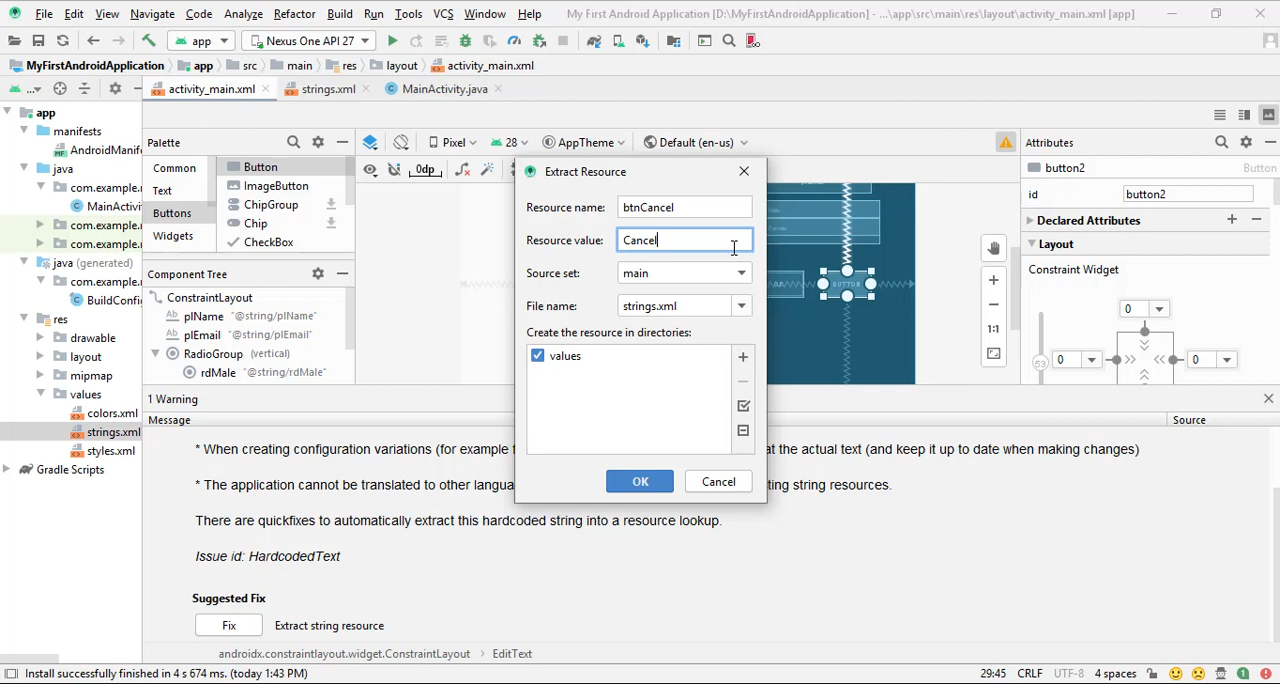 File Edit View Navigate Code Analyze Refactor Build Run Tools VCS Window Help My First Android Application [D:\MyFirstAndroidApplication] - ...\app\src\main\res\layout\activity_main.xml [app]
app Nexus One API 27
MyFirstAndroidApplication app src main res layout activity_main.xml
activity_main.xml strings.xml MainActivity.java
app
manifests
AndroidManif
java
com.example.
MainActivi
com.example.
com.example.
java (generated)
com.example.
BuildConfi
res
drawable
layout
mipmap
values
colors.xml
strings.xml
styles.xml
Gradle Scripts
Palette
Common
Text
Buttons
Widgets
Button
ImageButton
ChipGroup
Chip
CheckBox
Component Tree
ConstraintLayout
plName "@string/plName"
plEmail "@string/plEmail"
RadioGroup (vertical)
rdMale "@string/rdMale"
Pixel 28 AppTheme Default (en-us)
0dp
BUTTON
1:1
Extract Resource
Resource name: btnCancel
Resource value: Cancel
Source set: main
File name: strings.xml
Create the resource in directories:
values
OK Cancel
Attributes
button2 Button
id button2
Declared Attributes
Layout
Constraint Widget
0
0 0
53
1 Warning
Message Source
* When creating configuration variations (for example f at the actual text (and keep it up to date when making changes)
* The application cannot be translated to other langua ting string resources.
There are quickfixes to automatically extract this hardcoded string into a resource lookup.
Issue id: HardcodedText
Suggested Fix
Fix Extract string resource
androidx.constraintlayout.widget.ConstraintLayout EditText
Install successfully finished in 4 s 674 ms. (today 1:43 PM) 29:45 CRLF UTF-8 4 spaces